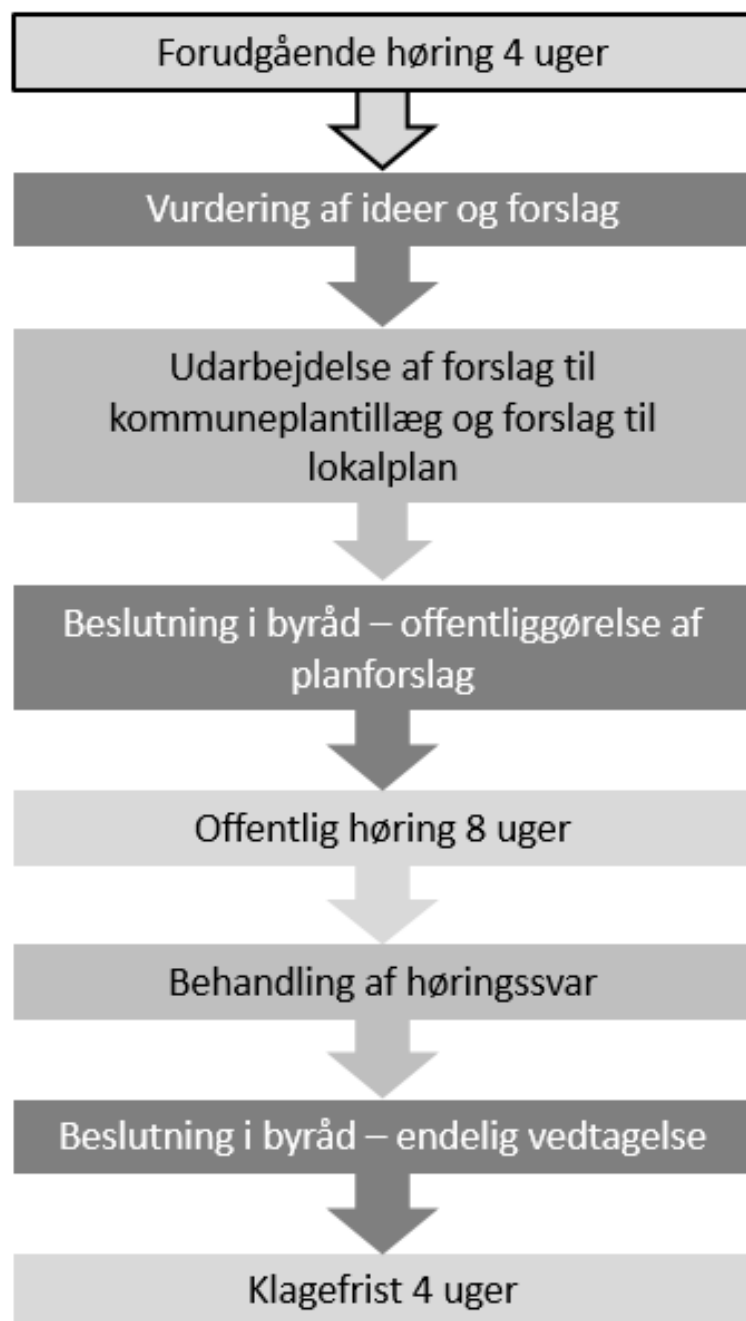 Forudgående høring 4 uger
Vurdering af ideer og forslag
Udarbejdelse af forslag til
kommuneplantillæg og forslag til
lokalplan
Beslutning i byråd – offentliggørelse af
planforslag
Offentlig høring 8 uger
Behandling af høringssvar
Beslutning i byråd – endelig vedtagelse
Klagefrist 4 uger